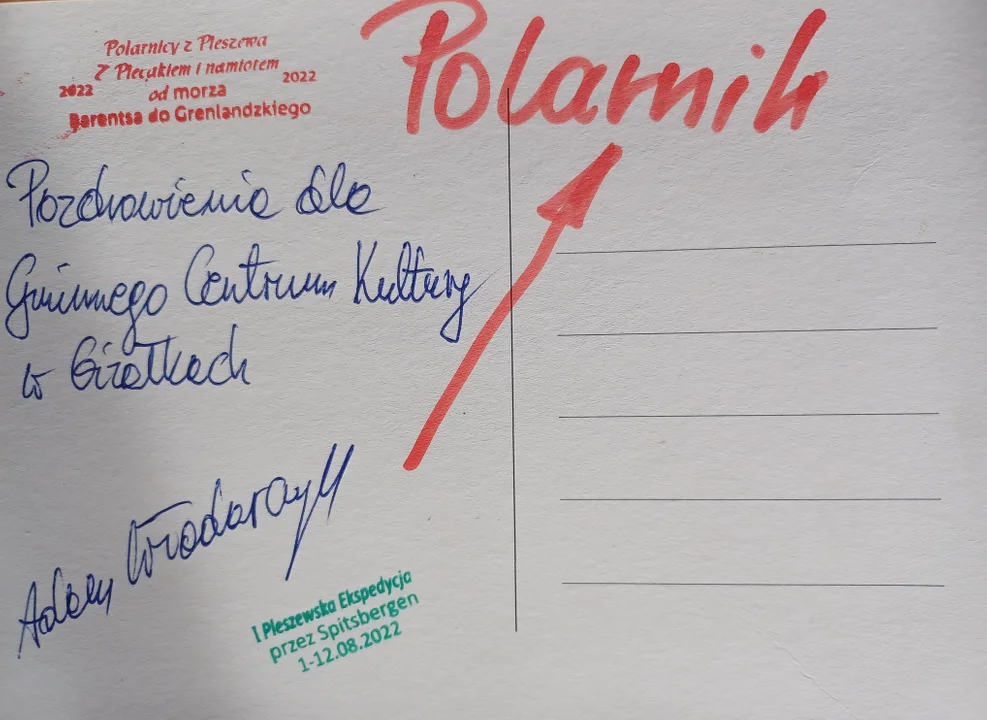 Polarnicy z Pleszewa
Z Plecakiem i namiotem
2022 od morza 2022
Barentsa do Grenlandzkiego
Polarnik
Pozdrowienia dla
Gminnego Centrum Kultury
w Gizałkach
Adam Włodarczyk
I Pleszewska Ekspedycja
przez Spitsbergen
1-12.08.2022